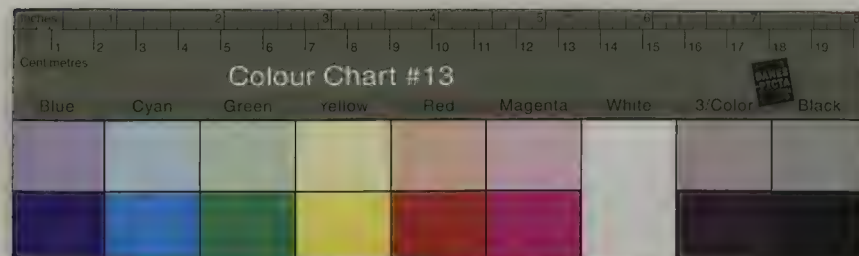 Inches 1 2 3 4 5 6 7
1 2 3 4 5 6 7 8 9 10 11 12 13 14 15 16 17 18 19
Centimetres
Colour Chart #13
DANES
PICTA
Blue Cyan Green Yellow Red Magenta White 3/Color Black